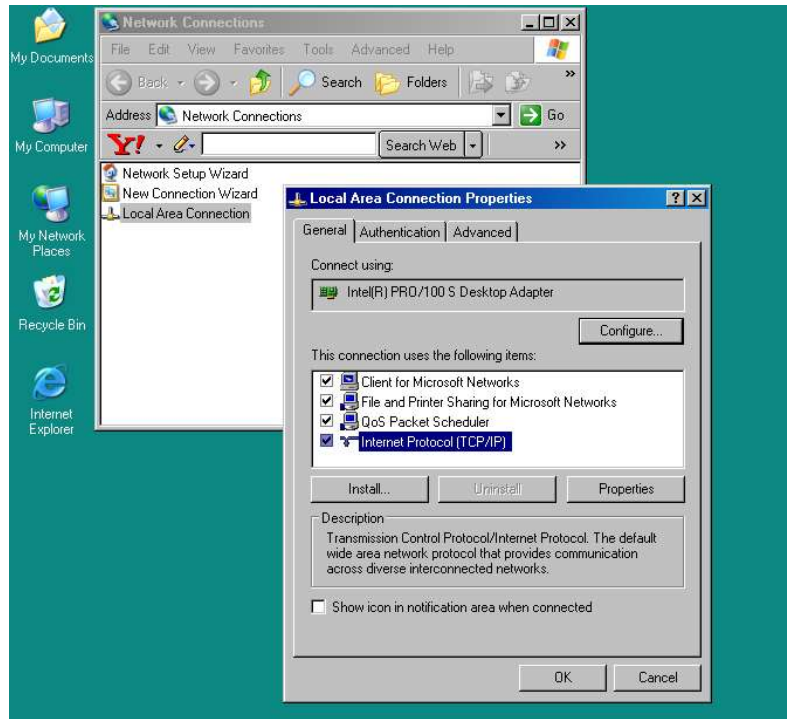 My Documents
My Computer
My Network
Places
Recycle Bin
Internet
Explorer
Network Connections
File Edit View Favorites Tools Advanced Help
Back Search Folders »
Address Network Connections Go
Y! Search Web »
Network Setup Wizard
New Connection Wizard
Local Area Connection
Local Area Connection Properties
General Authentication Advanced
Connect using:
Intel(R) PRO/100 S Desktop Adapter
Configure...
This connection uses the following items:
Client for Microsoft Networks
File and Printer Sharing for Microsoft Networks
QoS Packet Scheduler
Internet Protocol (TCP/IP)
Install... Uninstall Properties
Description
Transmission Control Protocol/Internet Protocol. The default
wide area network protocol that provides communication
across diverse interconnected networks.
Show icon in notification area when connected
OK Cancel